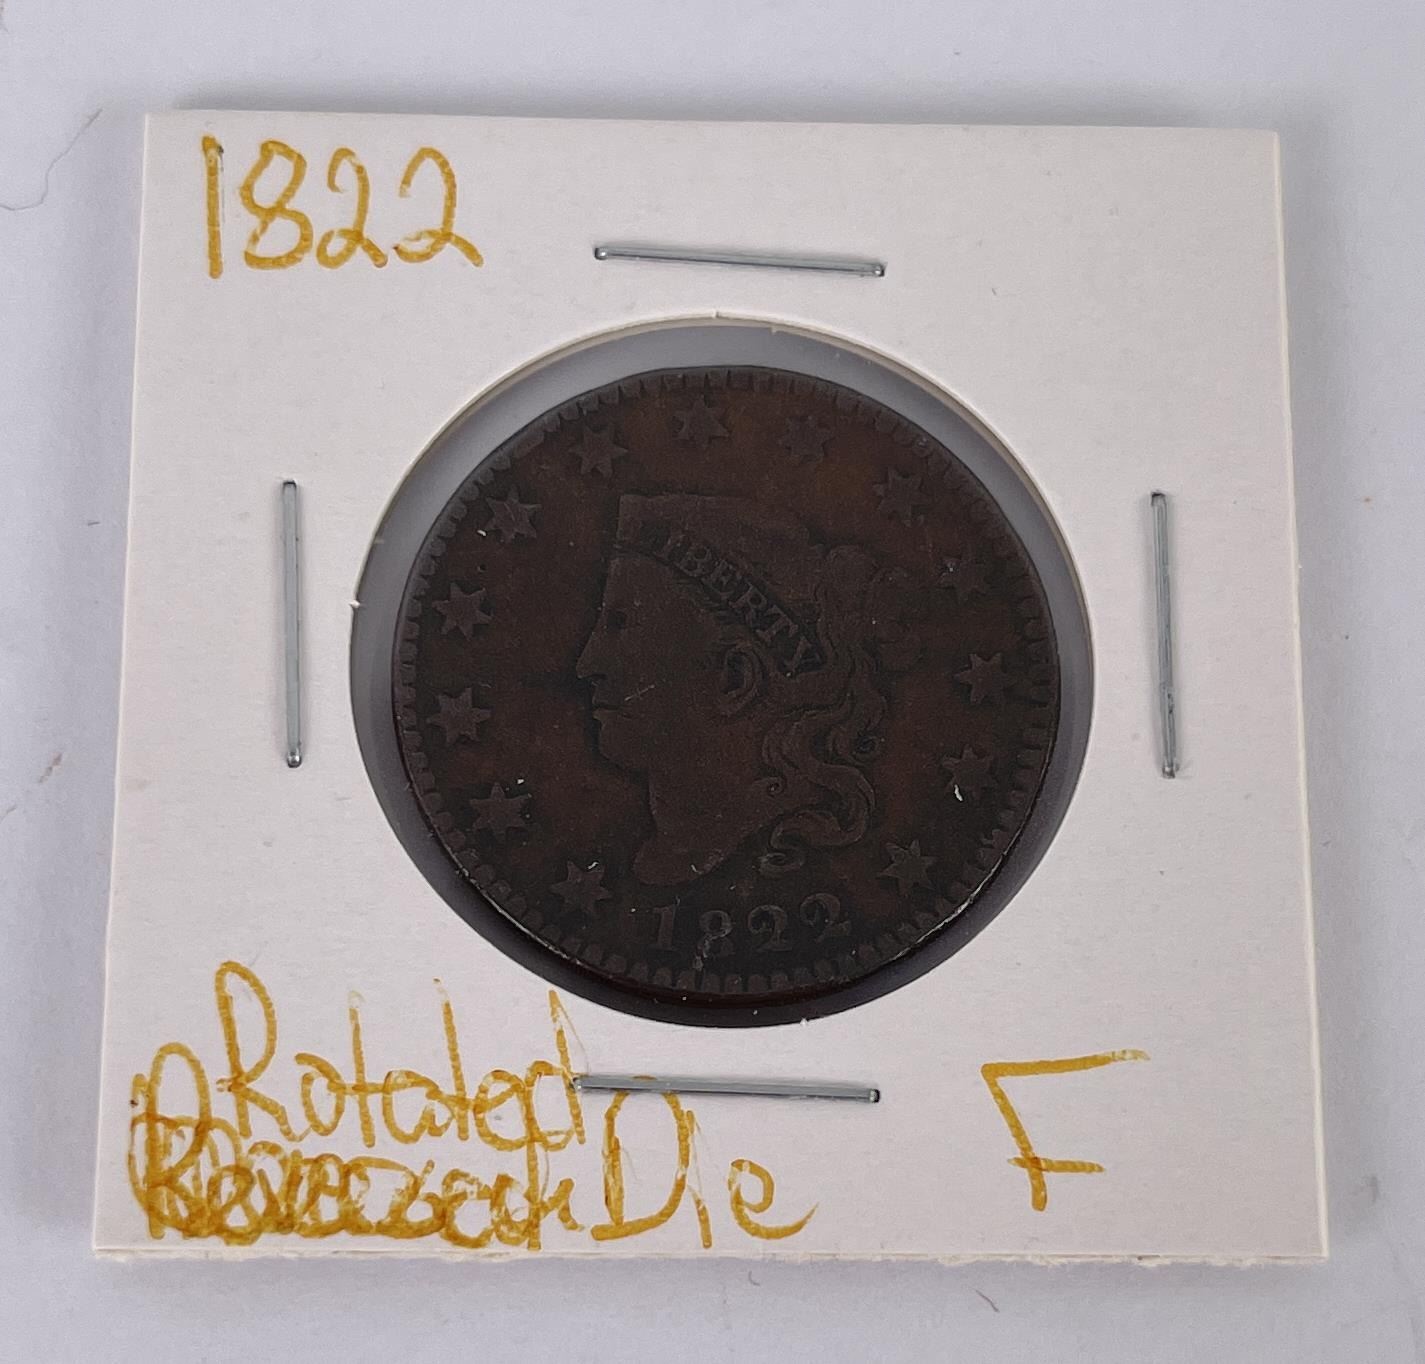 1822
LIBERTY
1822
Rotated
Die
F